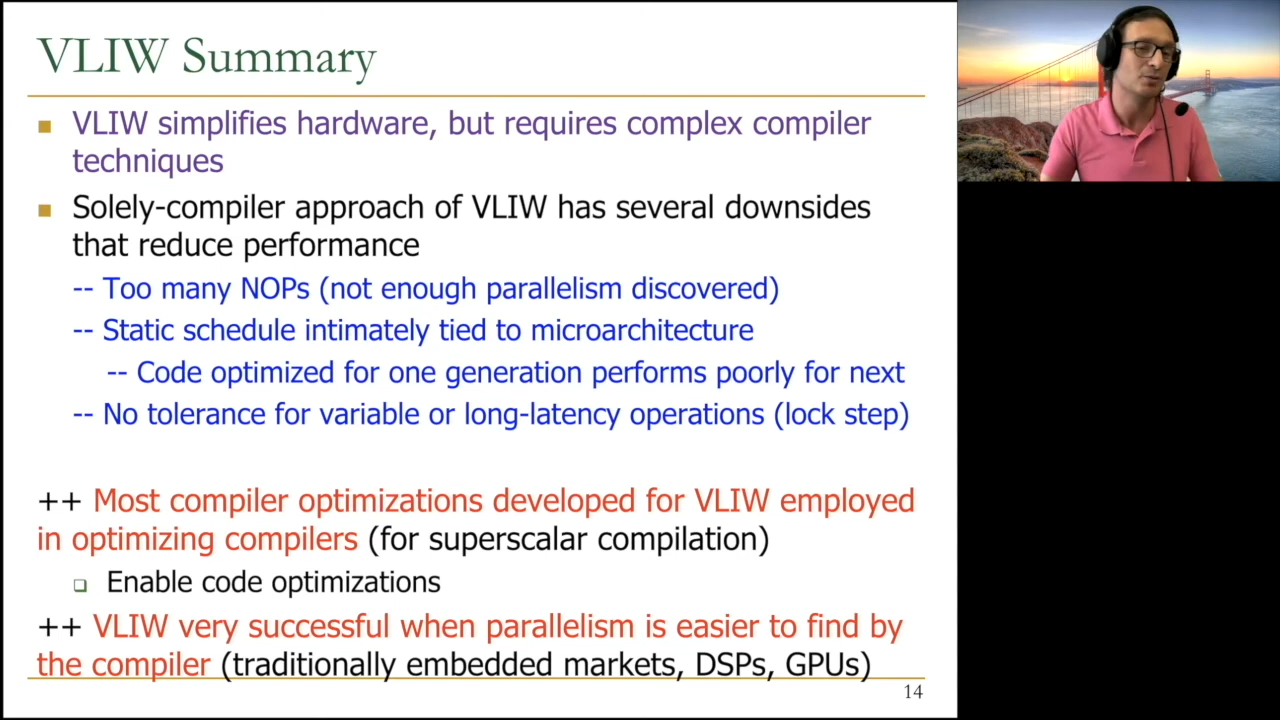 VLIW Summary
VLIW simplifies hardware, but requires complex compiler
techniques
Solely-compiler approach of VLIW has several downsides
that reduce performance
-- Too many NOPs (not enough parallelism discovered)
-- Static schedule intimately tied to microarchitecture
-- Code optimized for one generation performs poorly for next
-- No tolerance for variable or long-latency operations (lock step)
++ Most compiler optimizations developed for VLIW employed
in optimizing compilers (for superscalar compilation)
Enable code optimizations
++ VLIW very successful when parallelism is easier to find by
the compiler (traditionally embedded markets, DSPs, GPUs)
14